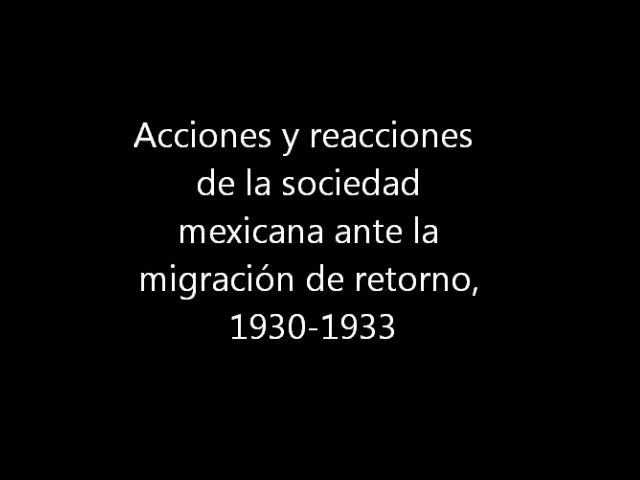 Acciones y reacciones
de la sociedad
mexicana ante la
migración de retorno,
1930-1933